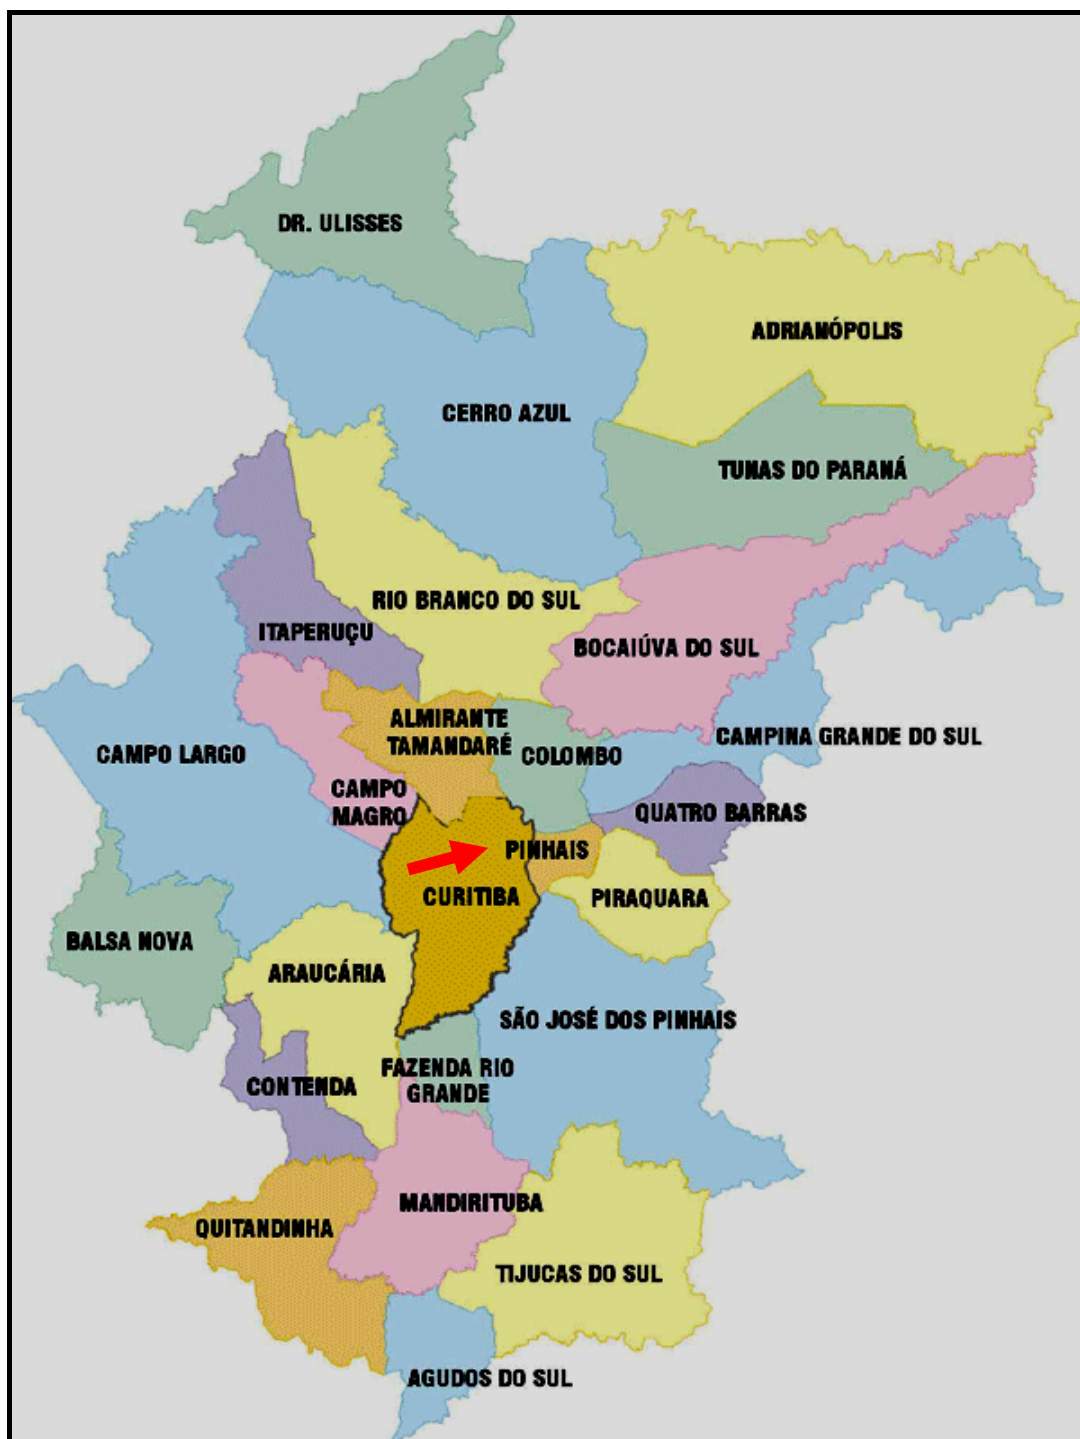 DR. ULISSES
ADRIANÓPOLIS
CERRO AZUL
TUNAS DO PARANÁ
RIO BRANCO DO SUL
ITAPERUÇU
BOCAIÚVA DO SUL
ALMIRANTE
TAMANDARÉ
CAMPINA GRANDE DO SUL
CAMPO LARGO
COLOMBO
CAMPO
MAGRO
QUATRO BARRAS
PINHAIS
CURITIBA
PIRAQUARA
BALSA NOVA
ARAUCÁRIA
SÃO JOSÉ DOS PINHAIS
FAZENDA RIO
GRANDE
CONTENDA
MANDIRITUBA
QUITANDINHA
TIJUCAS DO SUL
AGUDOS DO SUL